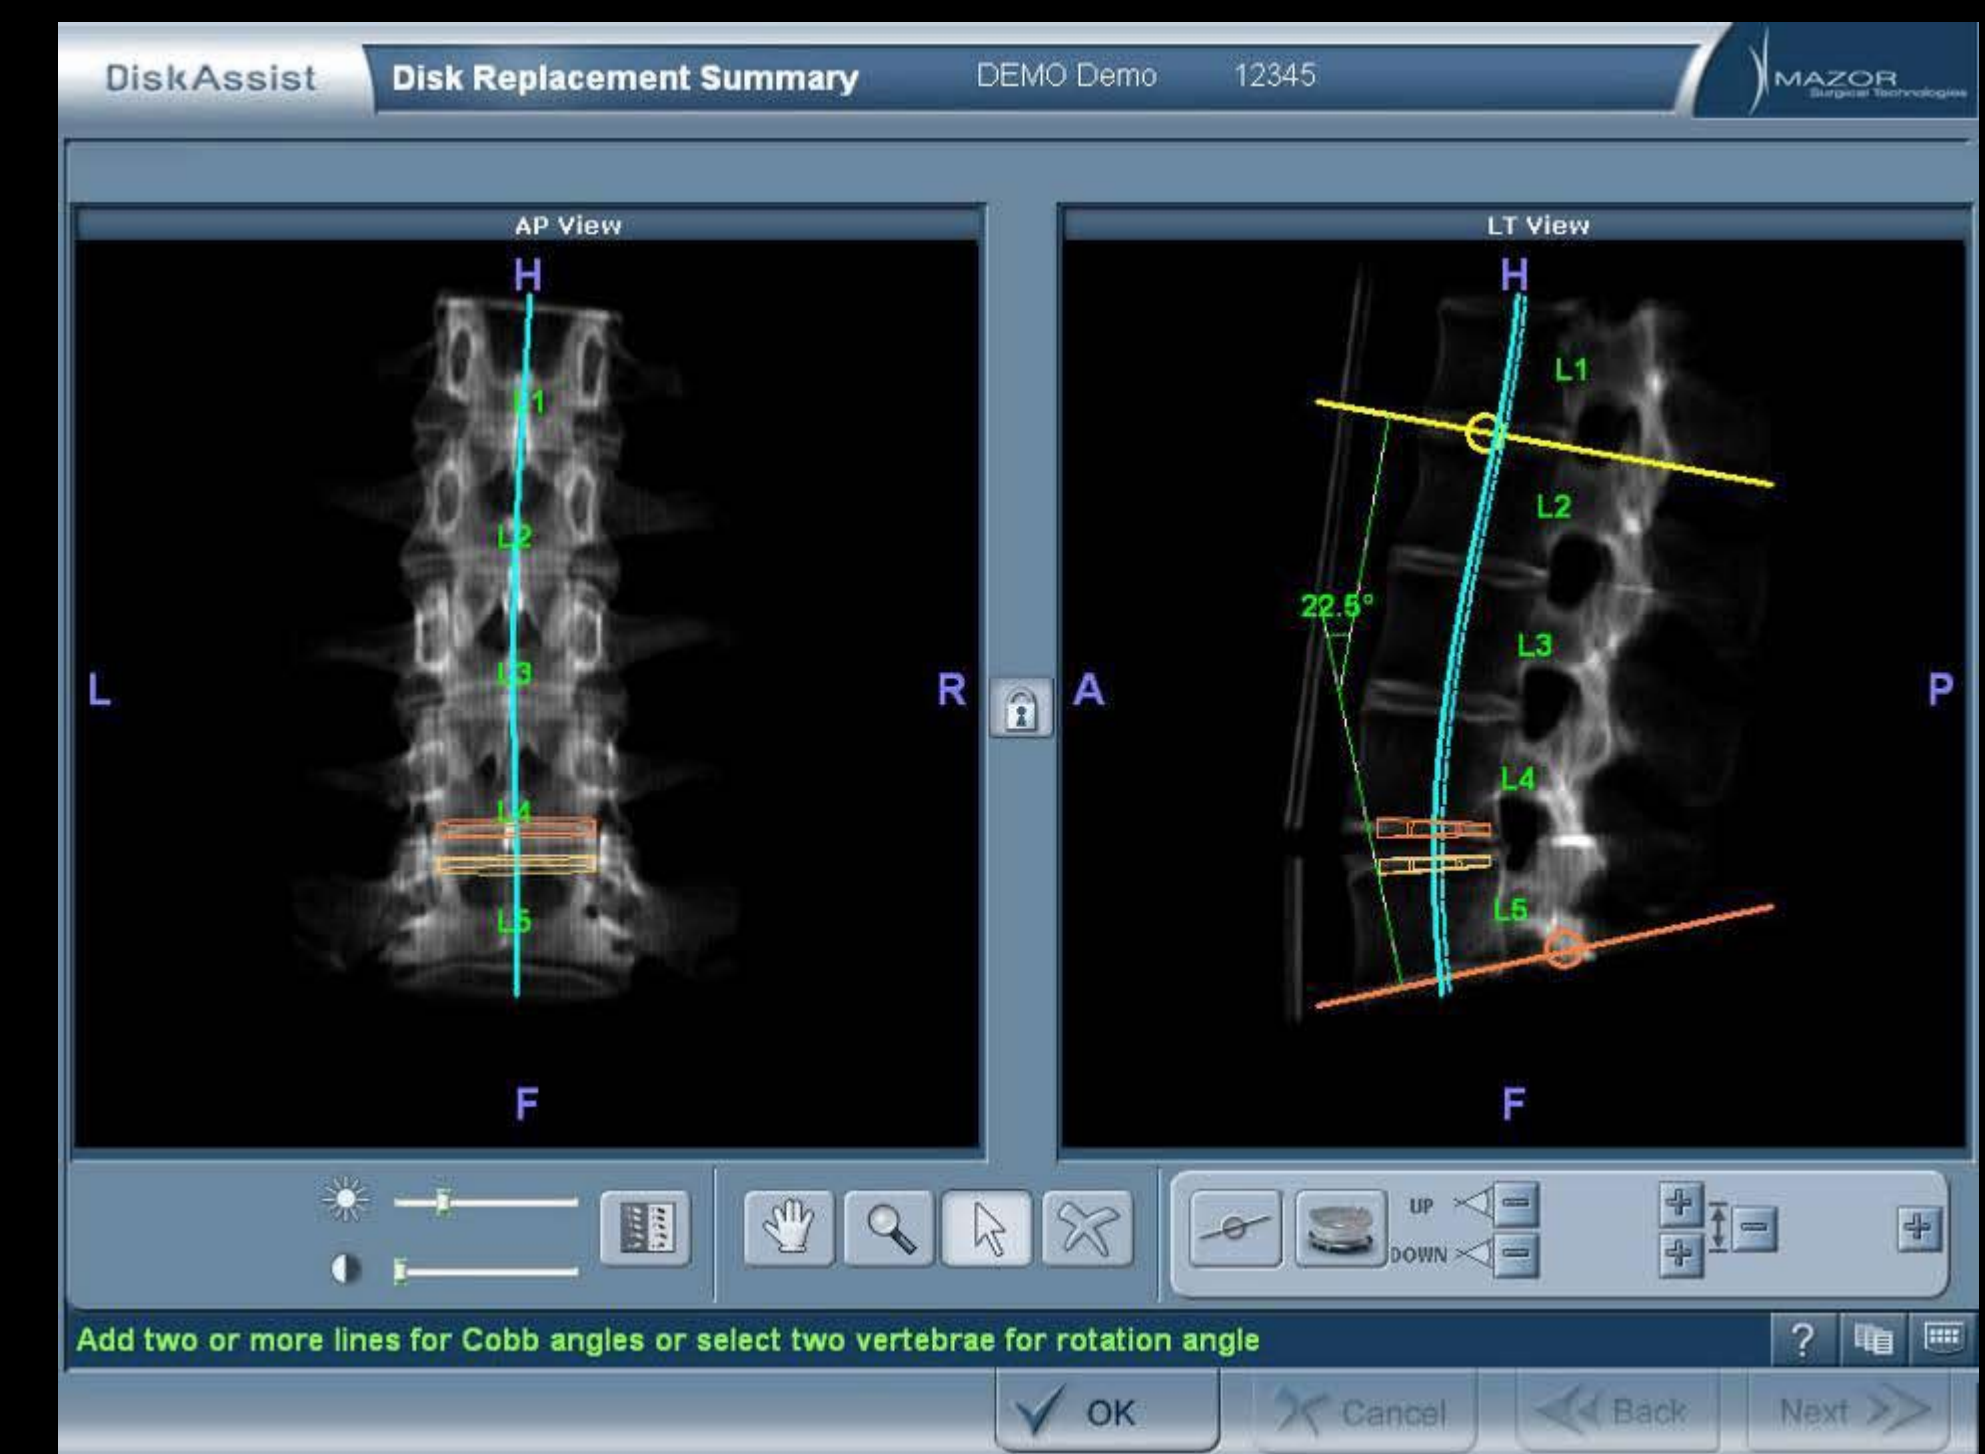 DiskAssist
Disk Replacement Summary
DEMO Demo
12345
MAZOR
Surgical Technologies
AP View
LT View
H
H
L1
L1
L2
L2
22.5°
L3
L3
L
R
A
P
L4
L4
L5
L5
F
F
UP
DOWN
Add two or more lines for Cobb angles or select two vertebrae for rotation angle
?
OK
Cancel
Back
Next